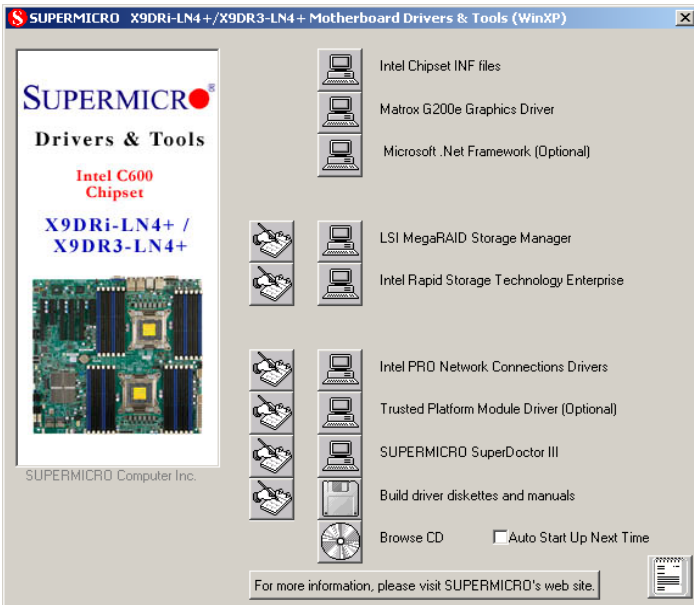 SUPERMICRO X9DRi-LN4+/X9DR3-LN4+ Motherboard Drivers & Tools (WinXP)
SUPERMICRO
Drivers & Tools
Intel C600
Chipset
X9DRi-LN4+ /
X9DR3-LN4+
SUPERMICRO Computer Inc.
Intel Chipset INF files
Matrox G200e Graphics Driver
Microsoft .Net Framework (Optional)
LSI MegaRAID Storage Manager
Intel Rapid Storage Technology Enterprise
Intel PRO Network Connections Drivers
Trusted Platform Module Driver (Optional)
SUPERMICRO SuperDoctor III
Build driver diskettes and manuals
Browse CD Auto Start Up Next Time
For more information, please visit SUPERMICRO's web site.